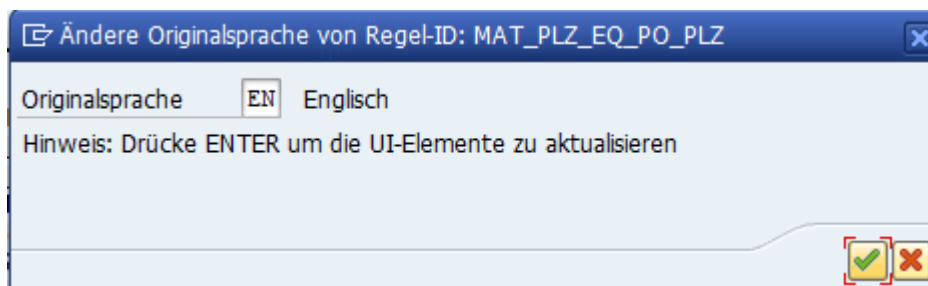 Ändere Originalsprache von Regel-ID: MAT_PLZ_EQ_PO_PLZ
Originalsprache EN Englisch
Hinweis: Drücke ENTER um die UI-Elemente zu aktualisieren